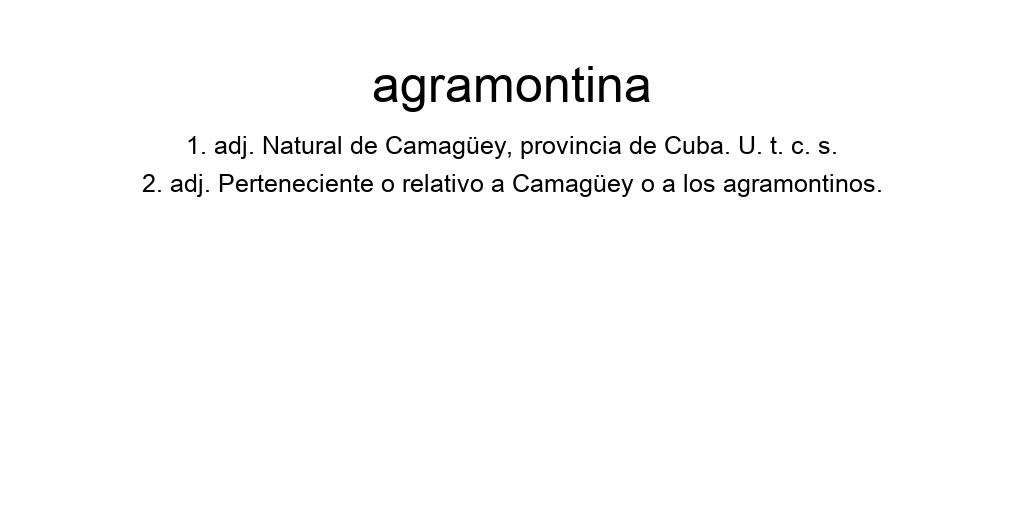 agramontina
1. adj. Natural de Camagüey, provincia de Cuba. U. t. c. s.
2. adj. Perteneciente o relativo a Camagüey o a los agramontinos.